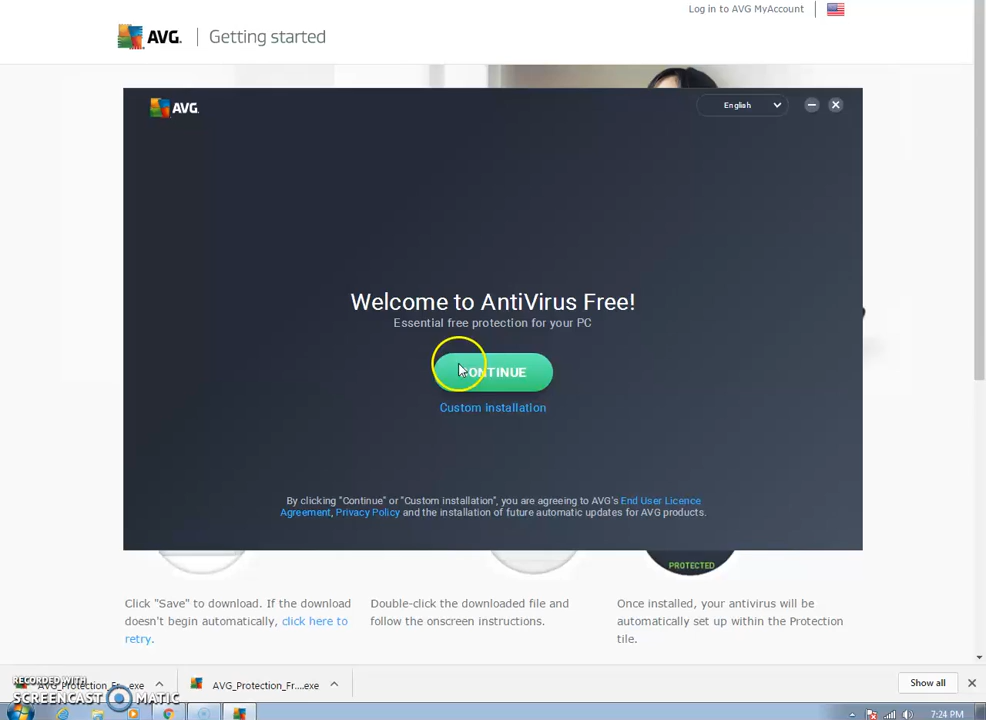 Log in to AVG MyAccount
AVG. Getting started
AVG. English
Welcome to AntiVirus Free!
Essential free protection for your PC
CONTINUE
Custom installation
By clicking "Continue" or "Custom installation", you are agreeing to AVG's End User Licence
Agreement, Privacy Policy and the installation of future automatic updates for AVG products.
PROTECTED
Click "Save" to download. If the download
doesn't begin automatically, click here to
retry.
Double-click the downloaded file and
follow the onscreen instructions.
Once installed, your antivirus will be
automatically set up within the Protection
tile.
RECORDED WITH
SCREENCAST MATIC
AVG_Protection_Fr....exe
AVG_Protection_Fr....exe
Show all
7:24 PM